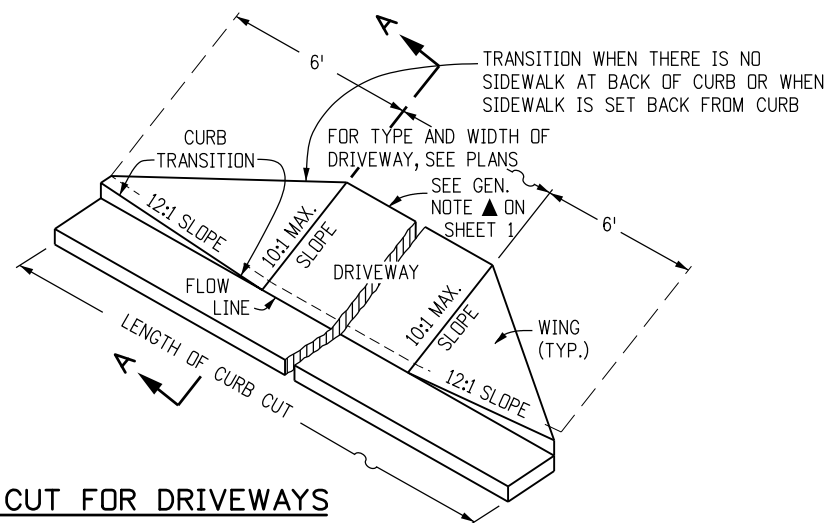 A
6'
TRANSITION WHEN THERE IS NO
SIDEWALK AT BACK OF CURB OR WHEN
SIDEWALK IS SET BACK FROM CURB
FOR TYPE AND WIDTH OF
DRIVEWAY, SEE PLANS
CURB
TRANSITION
SEE GEN.
NOTE ▲ ON
SHEET 1
6'
12:1 SLOPE
10:1 MAX.
SLOPE
DRIVEWAY
FLOW
LINE
10:1 MAX.
SLOPE
WING
(TYP.)
12:1 SLOPE
LENGTH OF CURB CUT
A
CUT FOR DRIVEWAYS